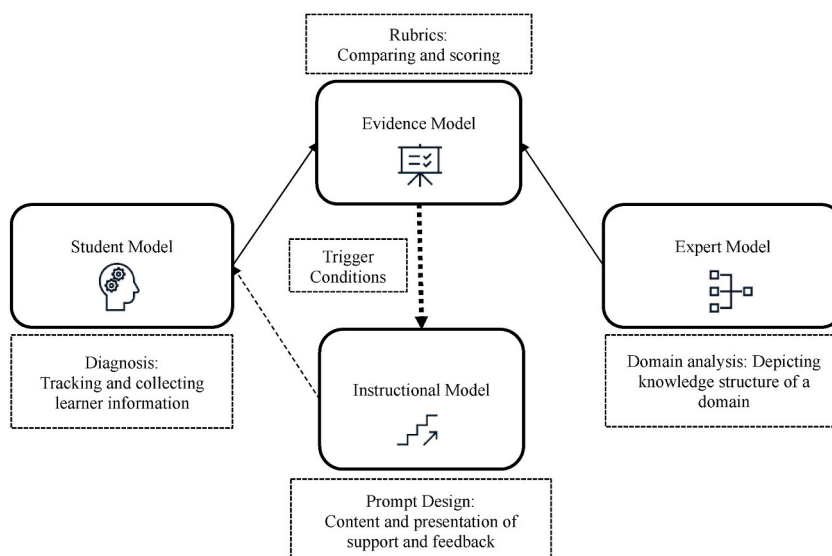 Rubrics:
Comparing and scoring
Evidence Model
Student Model
Trigger
Conditions
Expert Model
Diagnosis:
Tracking and collecting
learner information
Instructional Model
Domain analysis: Depicting
knowledge structure of a
domain
Prompt Design:
Content and presentation of
support and feedback